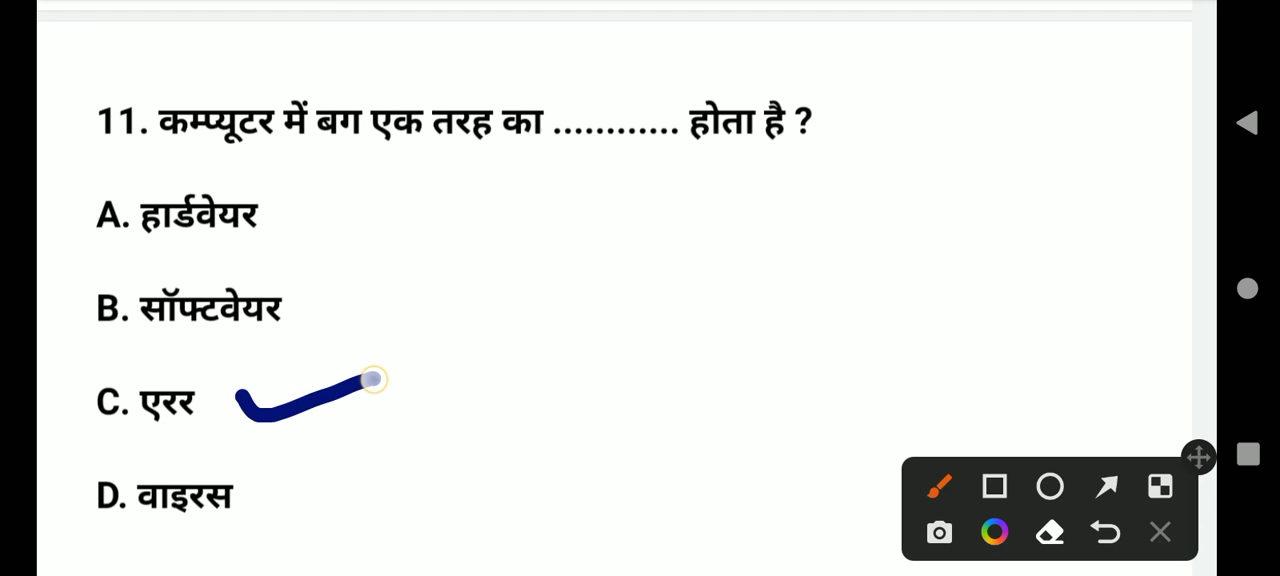 11. कम्प्यूटर में बग एक तरह का ............ होता है ?
A. हार्डवेयर
B. सॉफ्टवेयर
C. एरर
D. वाइरस